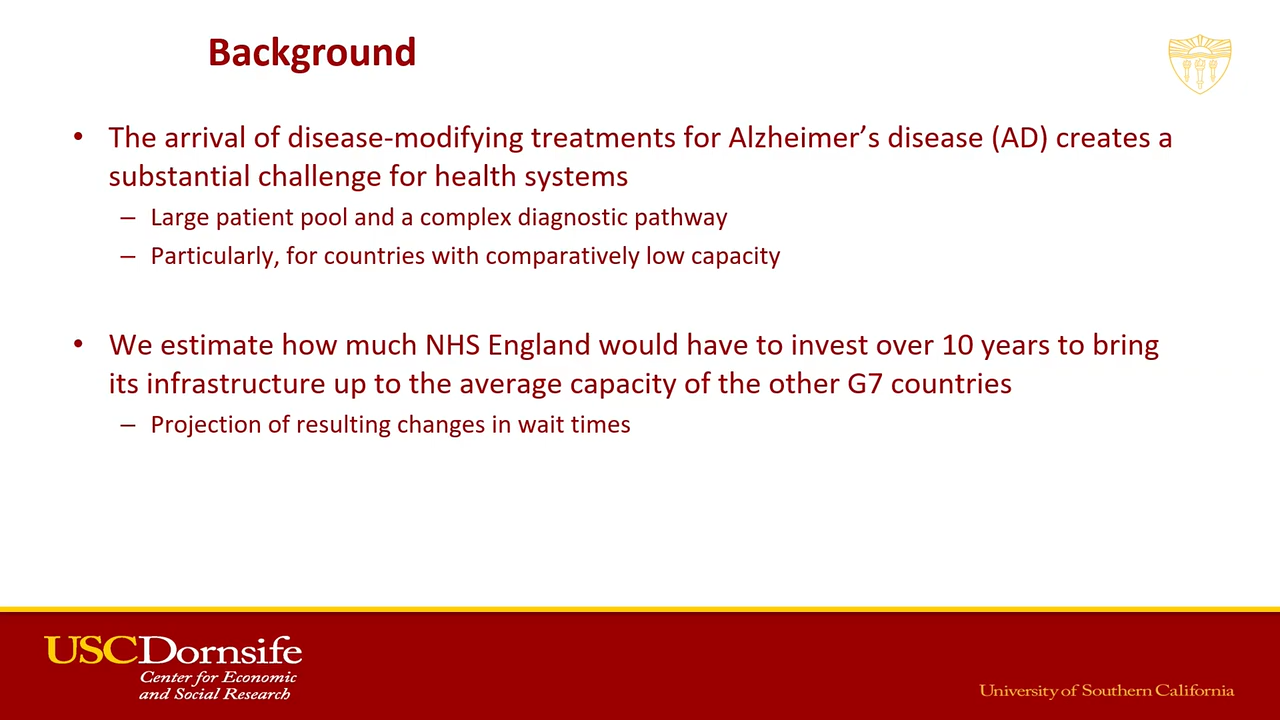 Background
• The arrival of disease-modifying treatments for Alzheimer’s disease (AD) creates a
substantial challenge for health systems
– Large patient pool and a complex diagnostic pathway
– Particularly, for countries with comparatively low capacity
• We estimate how much NHS England would have to invest over 10 years to bring
its infrastructure up to the average capacity of the other G7 countries
– Projection of resulting changes in wait times
USCDornsife
Center for Economic
and Social Research
University of Southern California